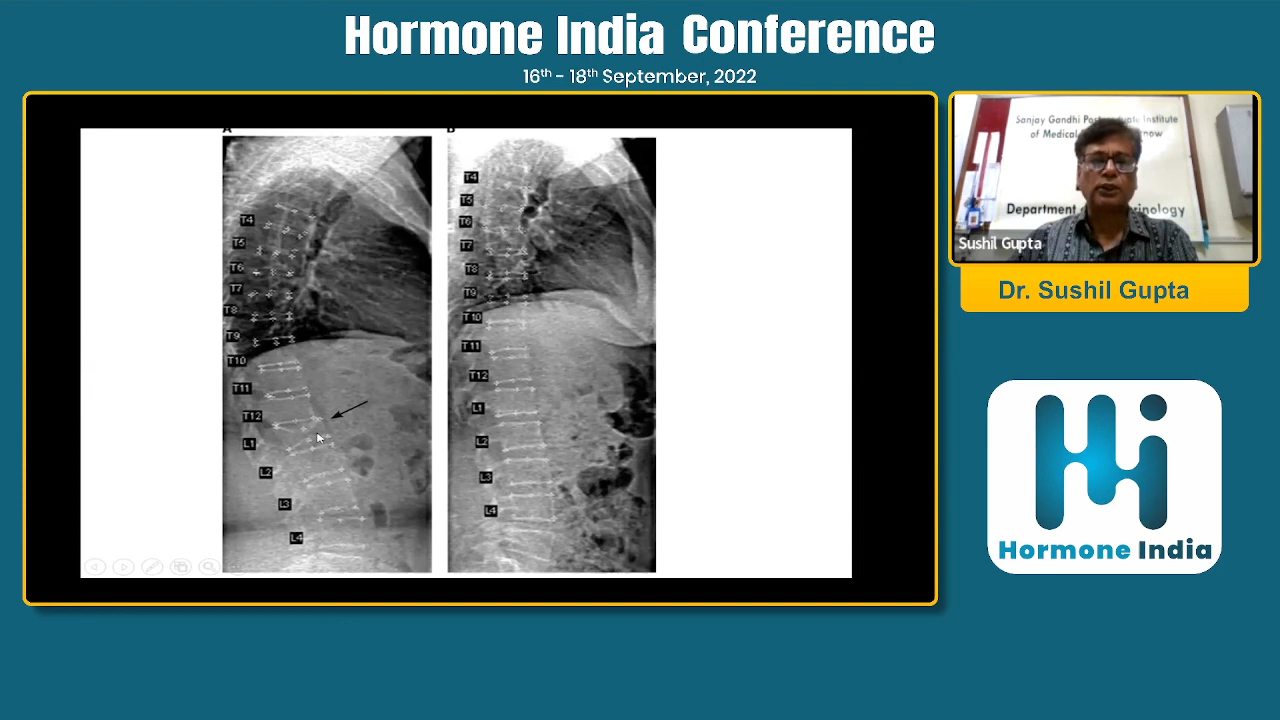 Hormone India Conference
16th - 18th September, 2022
A
B
T4
T5
T6
T7
T8
T9
T10
T11
T12
L1
L2
L3
L4
T4
T5
T6
T7
T8
T9
T10
T11
T12
L1
L2
L3
L4
Sanjay Gandhi Postgraduate Institute
of Medical
Department
Sushil Gupta
Dr. Sushil Gupta
Hi
Hormone India